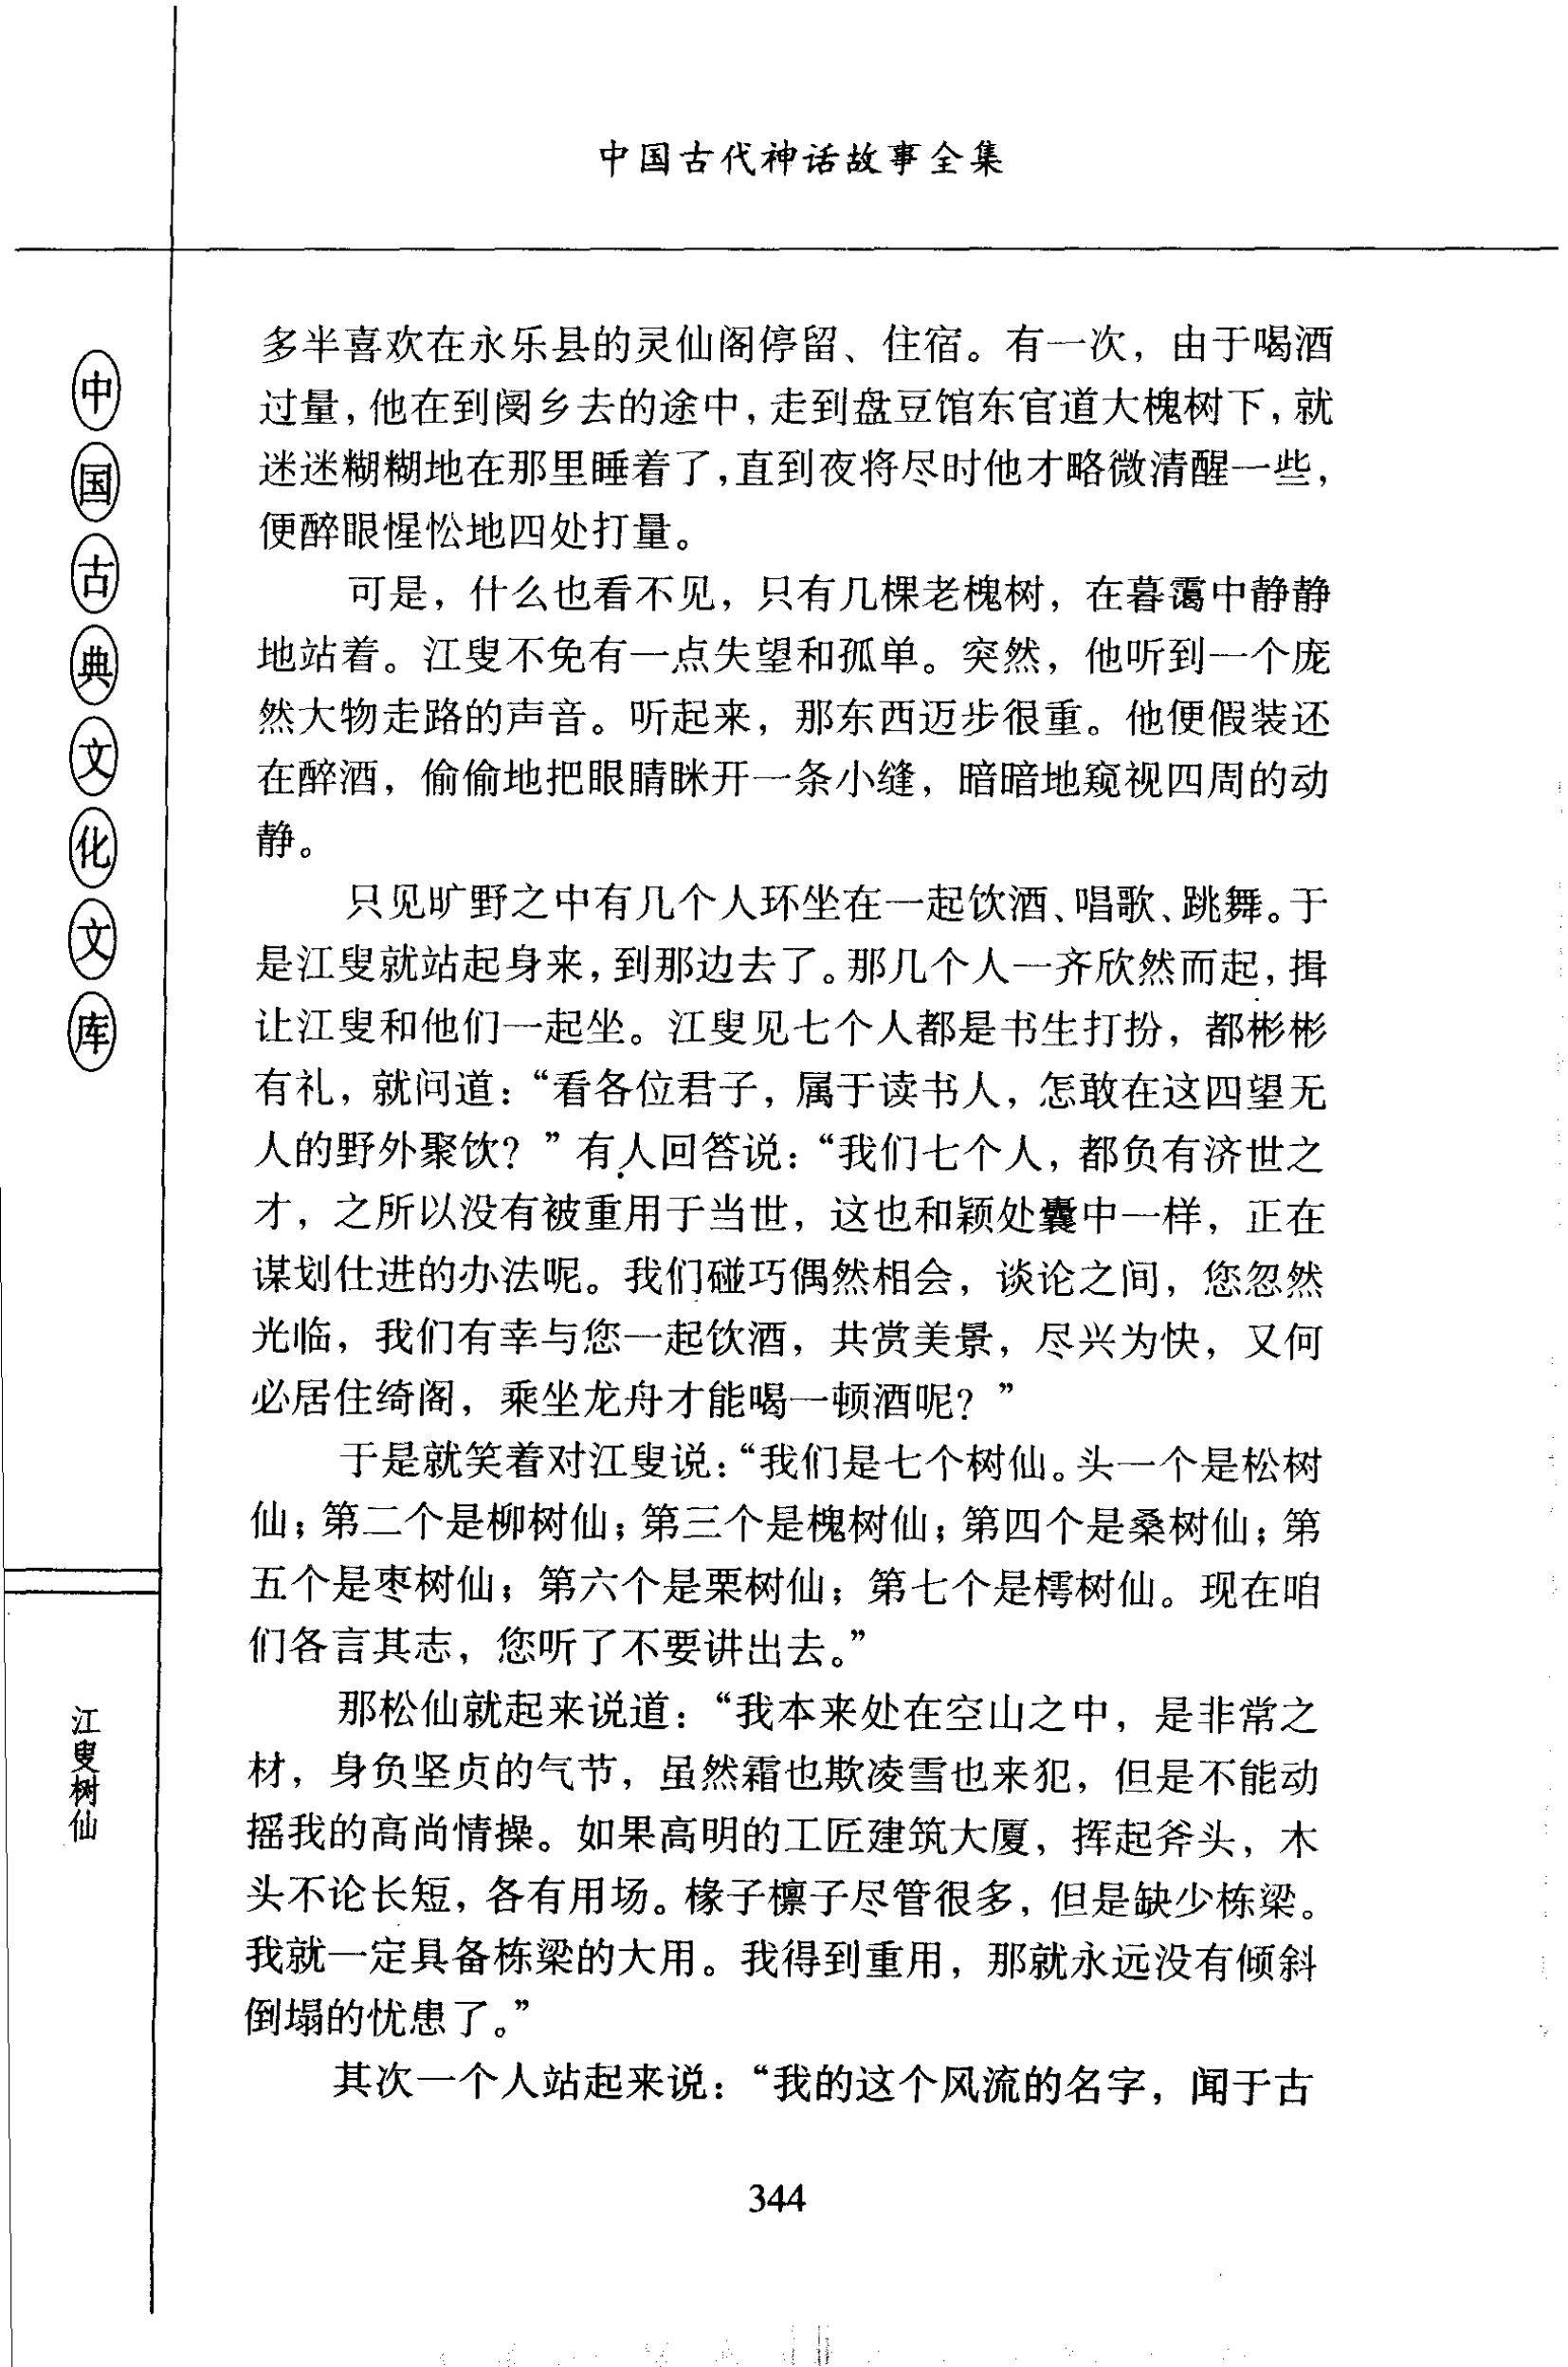 中国古代神话故事全集
中国古典文化文库
江叟树仙
多半喜欢在永乐县的灵仙阁停留、住宿。有一次，由于喝酒
过量，他在到阌乡去的途中，走到盘豆馆东官道大槐树下，就
迷迷糊糊地在那里睡着了，直到夜将尽时他才略微清醒一些，
便醉眼惺忪地四处打量。
可是，什么也看不见，只有几棵老槐树，在暮霭中静静
地站着。江叟不免有一点失望和孤单。突然，他听到一个庞
然大物走路的声音。听起来，那东西迈步很重。他便假装还
在醉酒，偷偷地把眼睛眯开一条小缝，暗暗地窥视四周的动
静。
只见旷野之中有几个人环坐在一起饮酒、唱歌、跳舞。于
是江叟就站起身来，到那边去了。那几个人一齐欣然而起，揖
让江叟和他们一起坐。江叟见七个人都是书生打扮，都彬彬
有礼，就问道：“看各位君子，属于读书人，怎敢在这四望无
人的野外聚饮？”有人回答说：“我们七个人，都负有济世之
才，之所以没有被重用于当世，这也和颖处囊中一样，正在
谋划仕进的办法呢。我们碰巧偶然相会，谈论之间，您忽然
光临，我们有幸与您一起饮酒，共赏美景，尽兴为快，又何
必居住绮阁，乘坐龙舟才能喝一顿酒呢？”
于是就笑着对江叟说：“我们是七个树仙。头一个是松树
仙；第二个是柳树仙；第三个是槐树仙；第四个是桑树仙；第
五个是枣树仙；第六个是栗树仙；第七个是樗树仙。现在咱
们各言其志，您听了不要讲出去。”
那松仙就起来说道：“我本来处在空山之中，是非常之
材，身负坚贞的气节，虽然霜也欺凌雪也来犯，但是不能动
摇我的高尚情操。如果高明的工匠建筑大厦，挥起斧头，木
头不论长短，各有用场。椽子檩子尽管很多，但是缺少栋梁。
我就一定具备栋梁的大用。我得到重用，那就永远没有倾斜
倒塌的忧患了。”
其次一个人站起来说：“我的这个风流的名字，闻于古
344